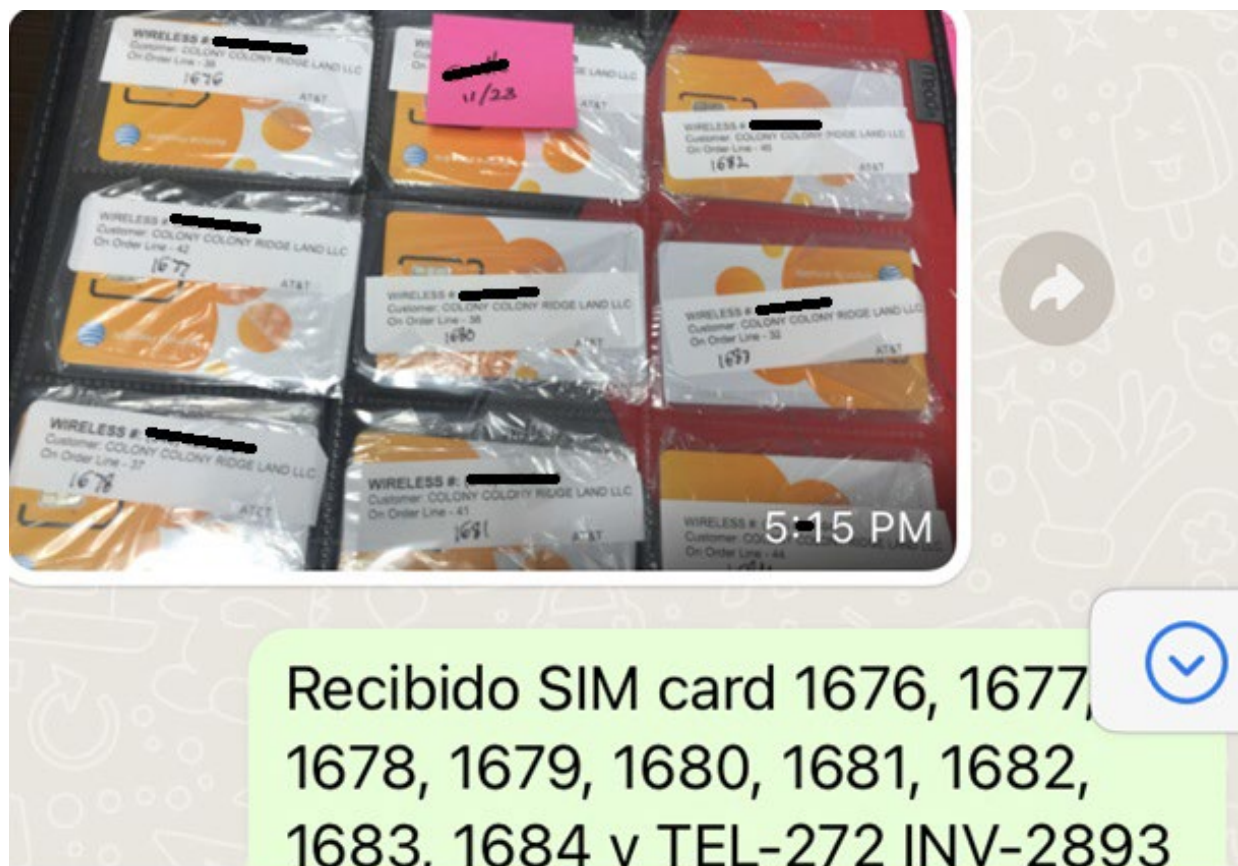 WIRELESS #:
Customer: COLONY COLONY RIDGE LAND LLC
On Order Line - 39
1676
AT&T
11/23
AT&T
WIRELESS #:
Customer: COLONY COLONY RIDGE LAND LLC
On Order Line - 40
1682
AT&T
WIRELESS #:
Customer: COLONY COLONY RIDGE LAND LLC
On Order Line - 42
1677
AT&T
WIRELESS #:
Customer: COLONY COLONY RIDGE LAND LLC
On Order Line - 38
1680
AT&T
WIRELESS #:
Customer: COLONY COLONY RIDGE LAND LLC
On Order Line - 32
1683
AT&T
WIRELESS #:
Customer: COLONY COLONY RIDGE LAND LLC
On Order Line - 37
1678
AT&T
WIRELESS #:
Customer: COLONY COLONY RIDGE LAND LLC
On Order Line - 41
1681
AT&T
WIRELESS #:
On Order Line - 44
5:15 PM
Recibido SIM card 1676, 1677,
1678, 1679, 1680, 1681, 1682,
1683, 1684 y TEL-272 INV-2893